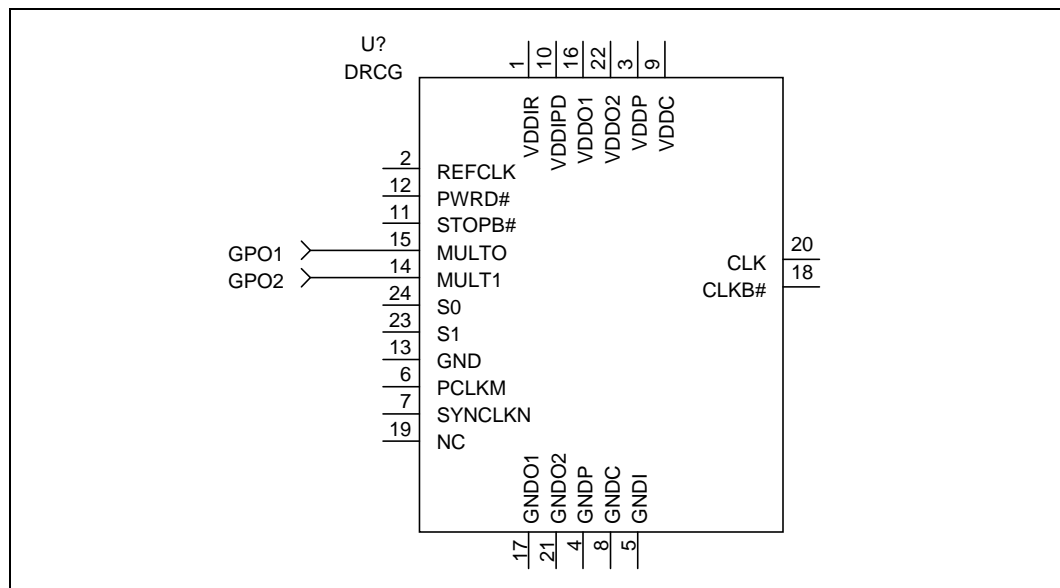 U?
DRCG
1 10 16 22 3 9
VDDIR VDDIPD VDDO1 VDDO2 VDDP VDDC
2 REFCLK
12 PWRD#
11 STOPB#
GPO1 15 MULTO
GPO2 14 MULT1
24 S0
23 S1
13 GND
6 PCLKM
7 SYNCLKN
19 NC
CLK 20
CLKB# 18
GNDO1 GNDO2 GNDP GNDC GNDI
17 21 4 8 5